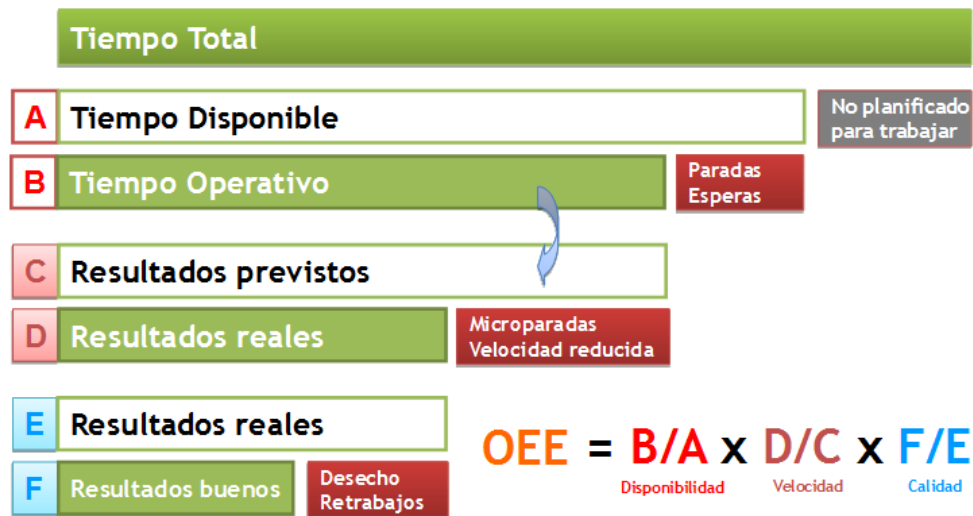 Tiempo Total
A Tiempo Disponible
No planificado
para trabajar
B Tiempo Operativo
Paradas
Esperas
C Resultados previstos
D Resultados reales
Microparadas
Velocidad reducida
E Resultados reales
F Resultados buenos
Desecho
Retrabajos
OEE = B/A x D/C x F/E
Disponibilidad Velocidad Calidad